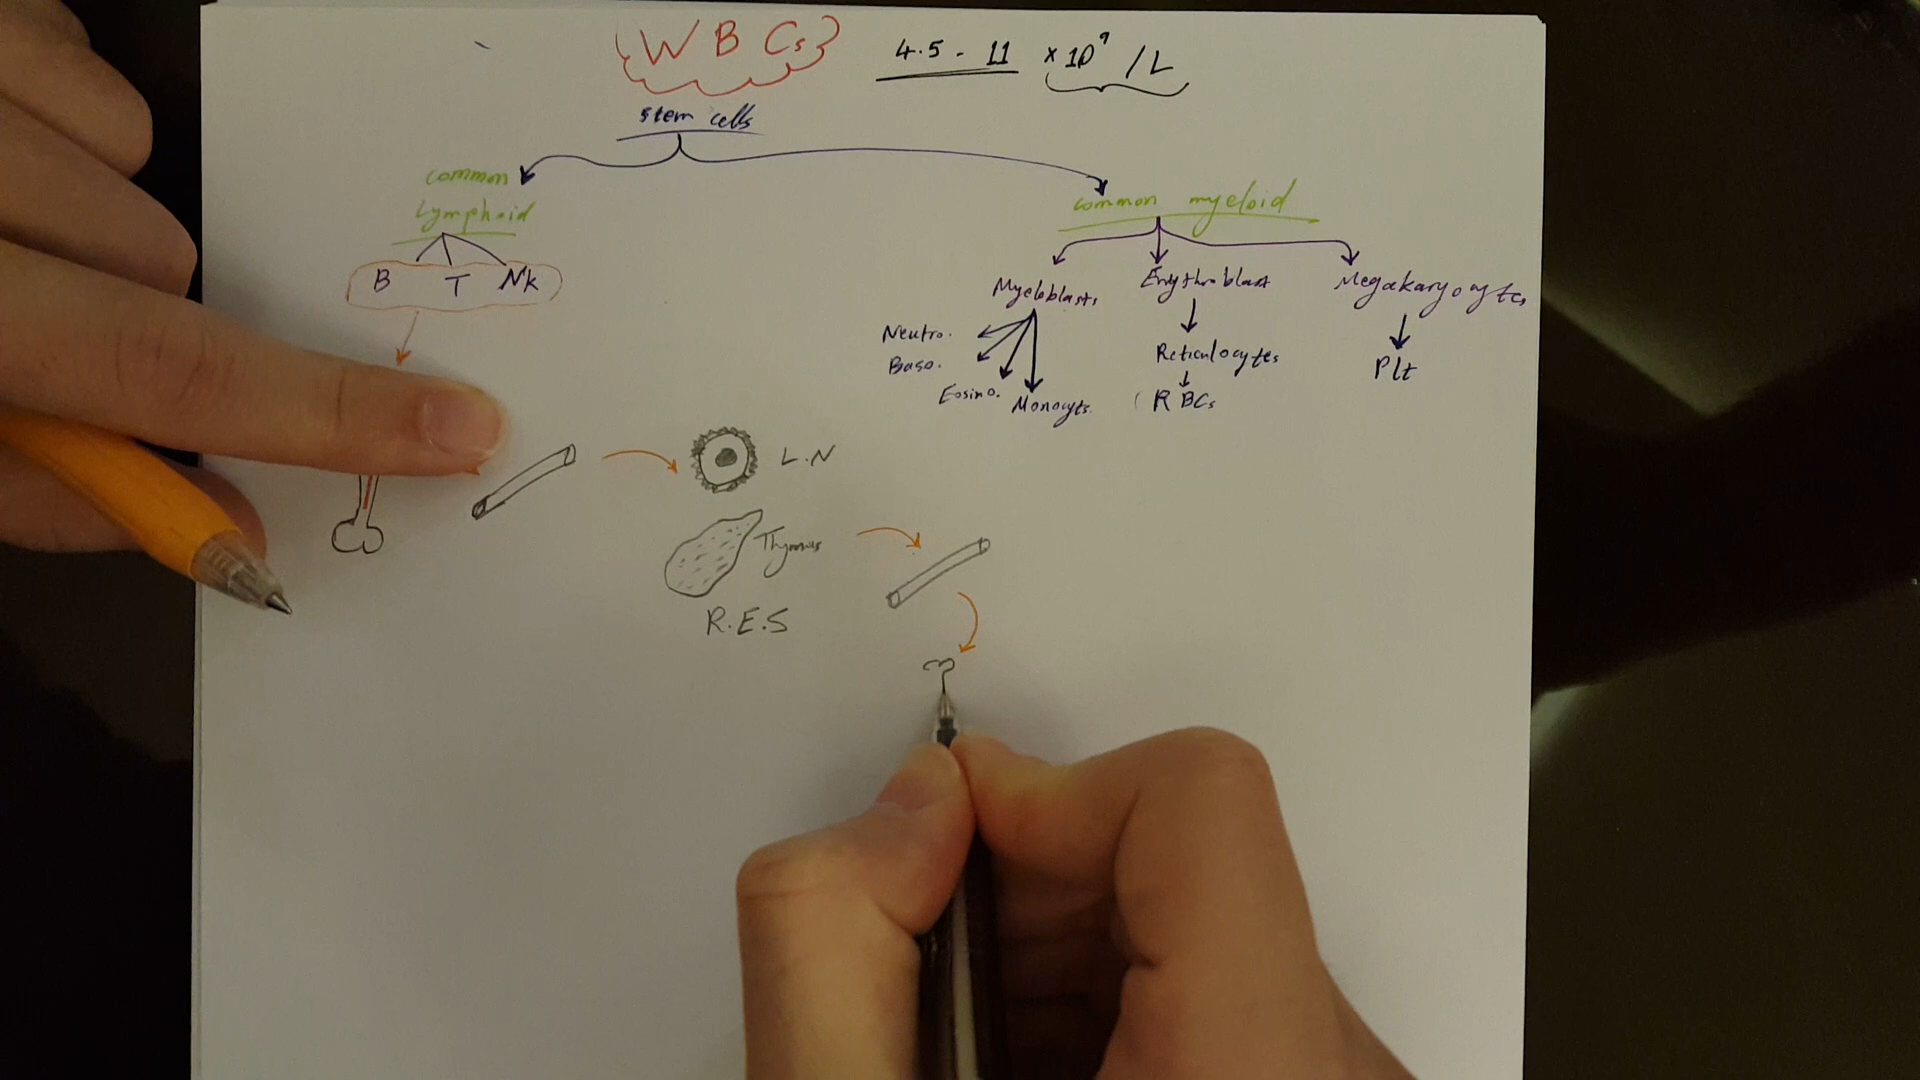 WBCs 4.5 - 11 x10⁹ /L
stem cells
common
Lymphoid
common myeloid
B T Nk
Myeloblasts Erythroblast Megakaryocytes
Neutro.
Baso.
Eosino. Monocyts.
Reticulocytes
RBCs
Plt
L.N
Thymus
R.E.S